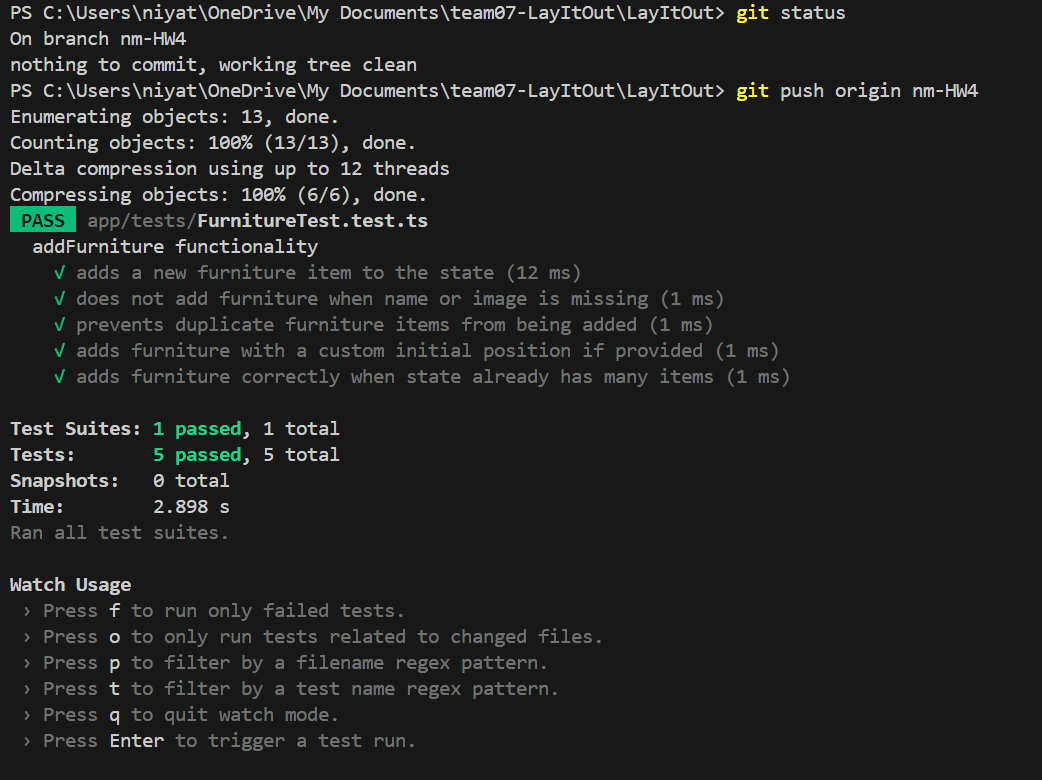 PS C:\Users\niyat\OneDrive\My Documents\team07-LayItOut\LayItOut> git status
On branch nm-HW4
nothing to commit, working tree clean
PS C:\Users\niyat\OneDrive\My Documents\team07-LayItOut\LayItOut> git push origin nm-HW4
Enumerating objects: 13, done.
Counting objects: 100% (13/13), done.
Delta compression using up to 12 threads
Compressing objects: 100% (6/6), done.
PASS app/tests/FurnitureTest.test.ts
addFurniture functionality
√ adds a new furniture item to the state (12 ms)
√ does not add furniture when name or image is missing (1 ms)
√ prevents duplicate furniture items from being added (1 ms)
√ adds furniture with a custom initial position if provided (1 ms)
√ adds furniture correctly when state already has many items (1 ms)
Test Suites: 1 passed, 1 total
Tests: 5 passed, 5 total
Snapshots: 0 total
Time: 2.898 s
Ran all test suites.
Watch Usage
› Press f to run only failed tests.
› Press o to only run tests related to changed files.
› Press p to filter by a filename regex pattern.
› Press t to filter by a test name regex pattern.
› Press q to quit watch mode.
› Press Enter to trigger a test run.